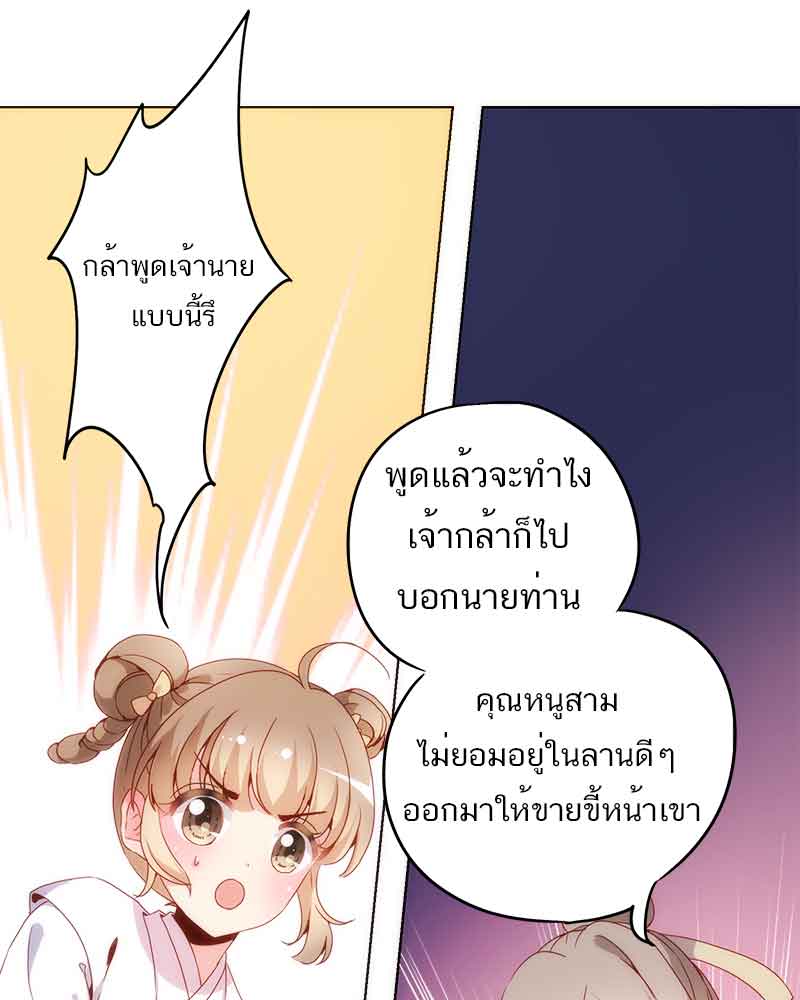 กล้าพูดเจ้านาย
แบบนี้รึ
พูดแล้วจะทำไง
เจ้ากล้าก็ไป
บอกนายท่าน
คุณหนูสาม
ไม่ยอมอยู่ในลานดีๆ
ออกมาให้ขายขี้หน้าเขา